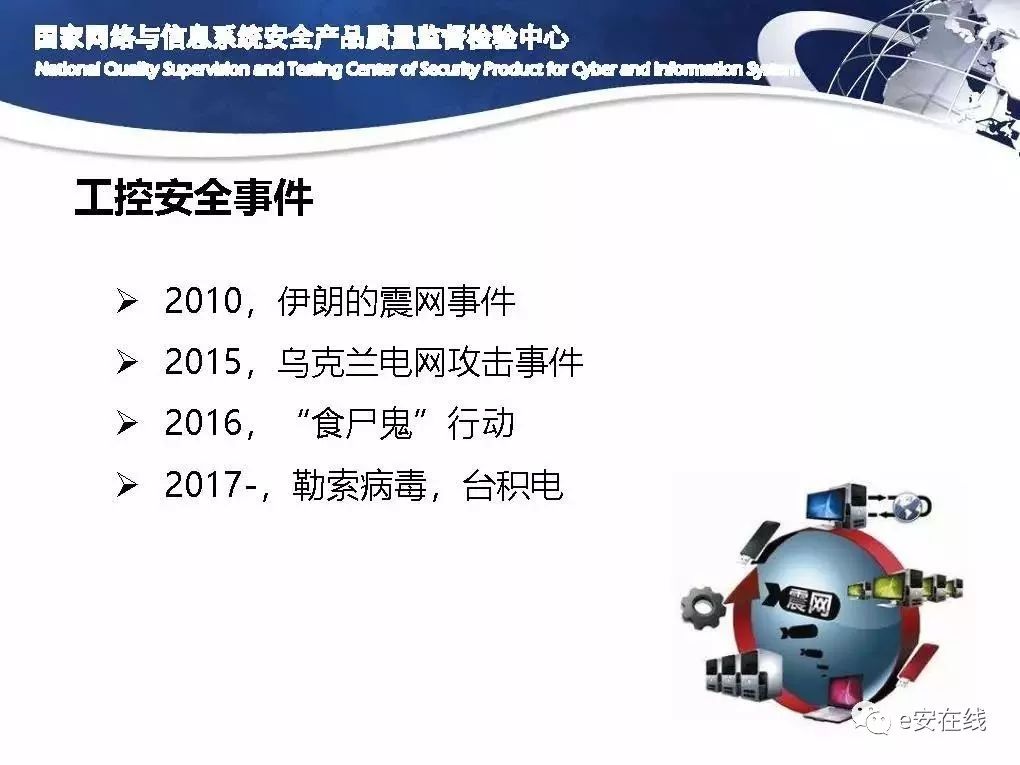 国家网络与信息系统安全产品质量监督检验中心
National Quality Supervision and Testing Center of Security Product for Cyber and Information System
工控安全事件
➢ 2010，伊朗的震网事件
➢ 2015，乌克兰电网攻击事件
➢ 2016，“食尸鬼”行动
➢ 2017-，勒索病毒，台积电
震网
e安在线